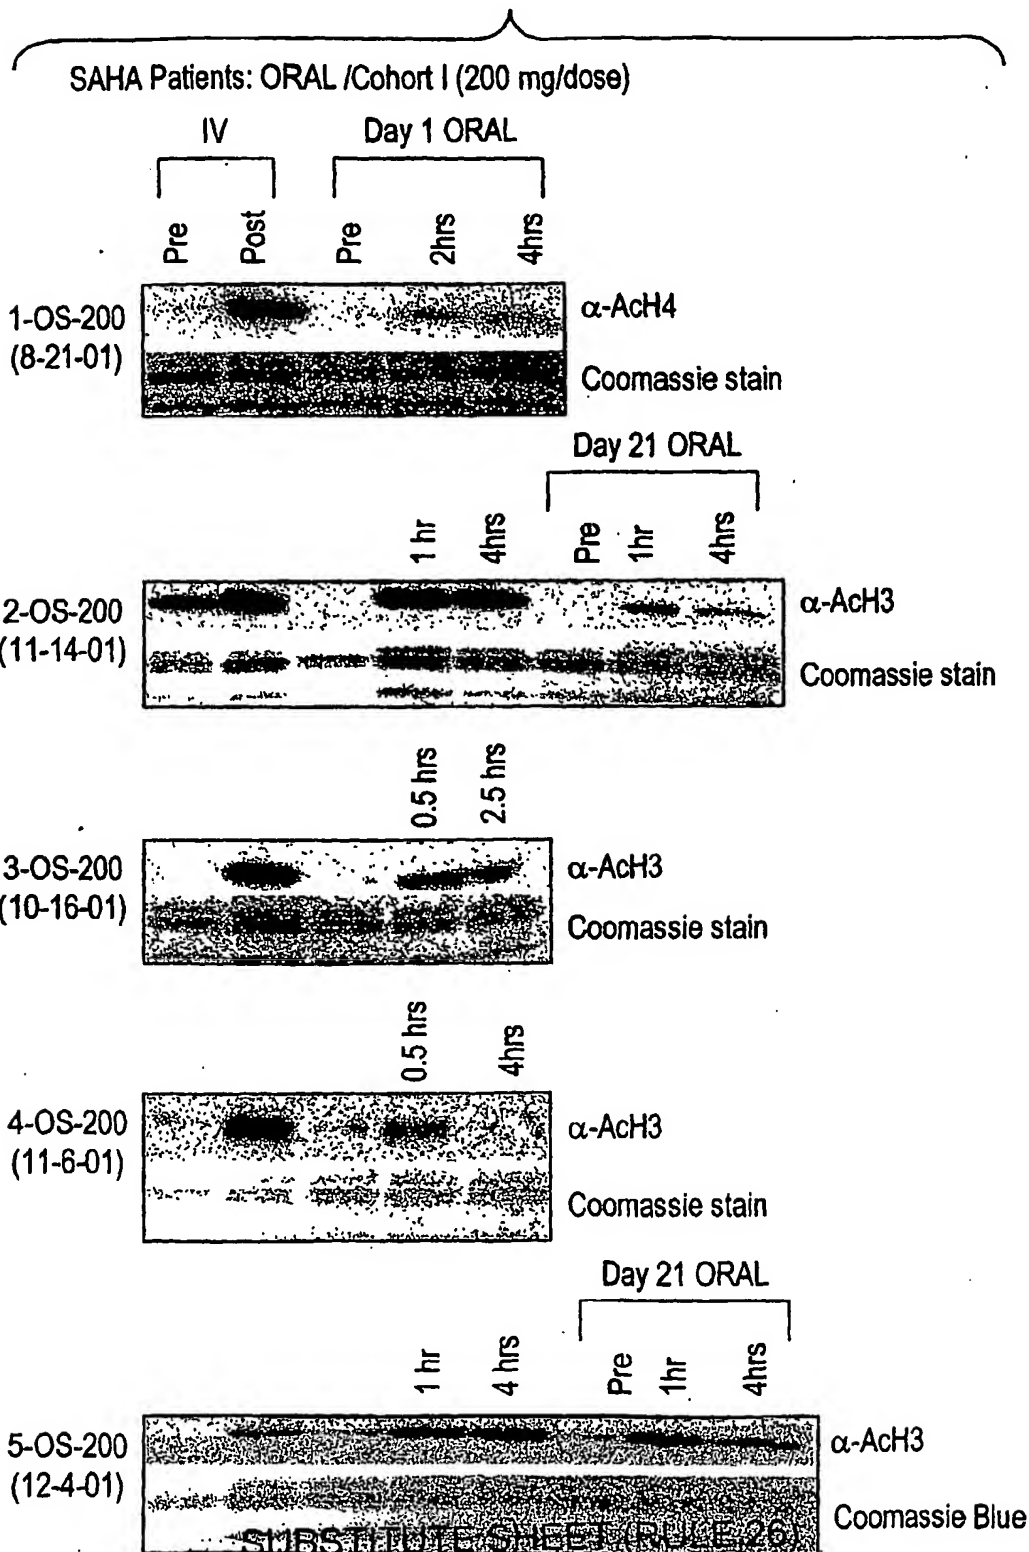 SAHA Patients: ORAL /Cohort I (200 mg/dose)
IV Day 1 ORAL
Pre Post Pre 2hrs 4hrs
1-OS-200 (8-21-01)
α-AcH4
Coomassie stain
Day 21 ORAL
1 hr 4hrs Pre 1hr 4hrs
2-OS-200 (11-14-01)
α-AcH3
Coomassie stain
0.5 hrs 2.5 hrs
3-OS-200 (10-16-01)
α-AcH3
Coomassie stain
0.5 hrs 4hrs
4-OS-200 (11-6-01)
α-AcH3
Coomassie stain
Day 21 ORAL
1 hr 4 hrs Pre 1hr 4hrs
5-OS-200 (12-4-01)
α-AcH3
Coomassie Blue
SUBSTITUTE SHEET (RULE 26)